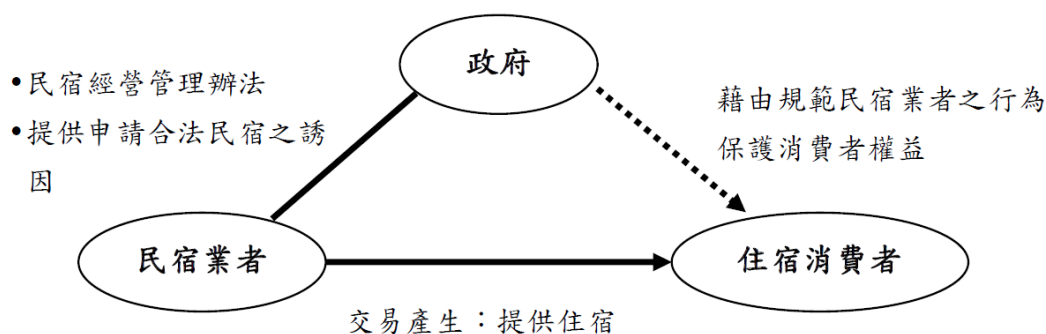 政府
•民宿經營管理辦法
•提供申請合法民宿之誘
因
藉由規範民宿業者之行為
保護消費者權益
民宿業者
住宿消費者
交易產生：提供住宿